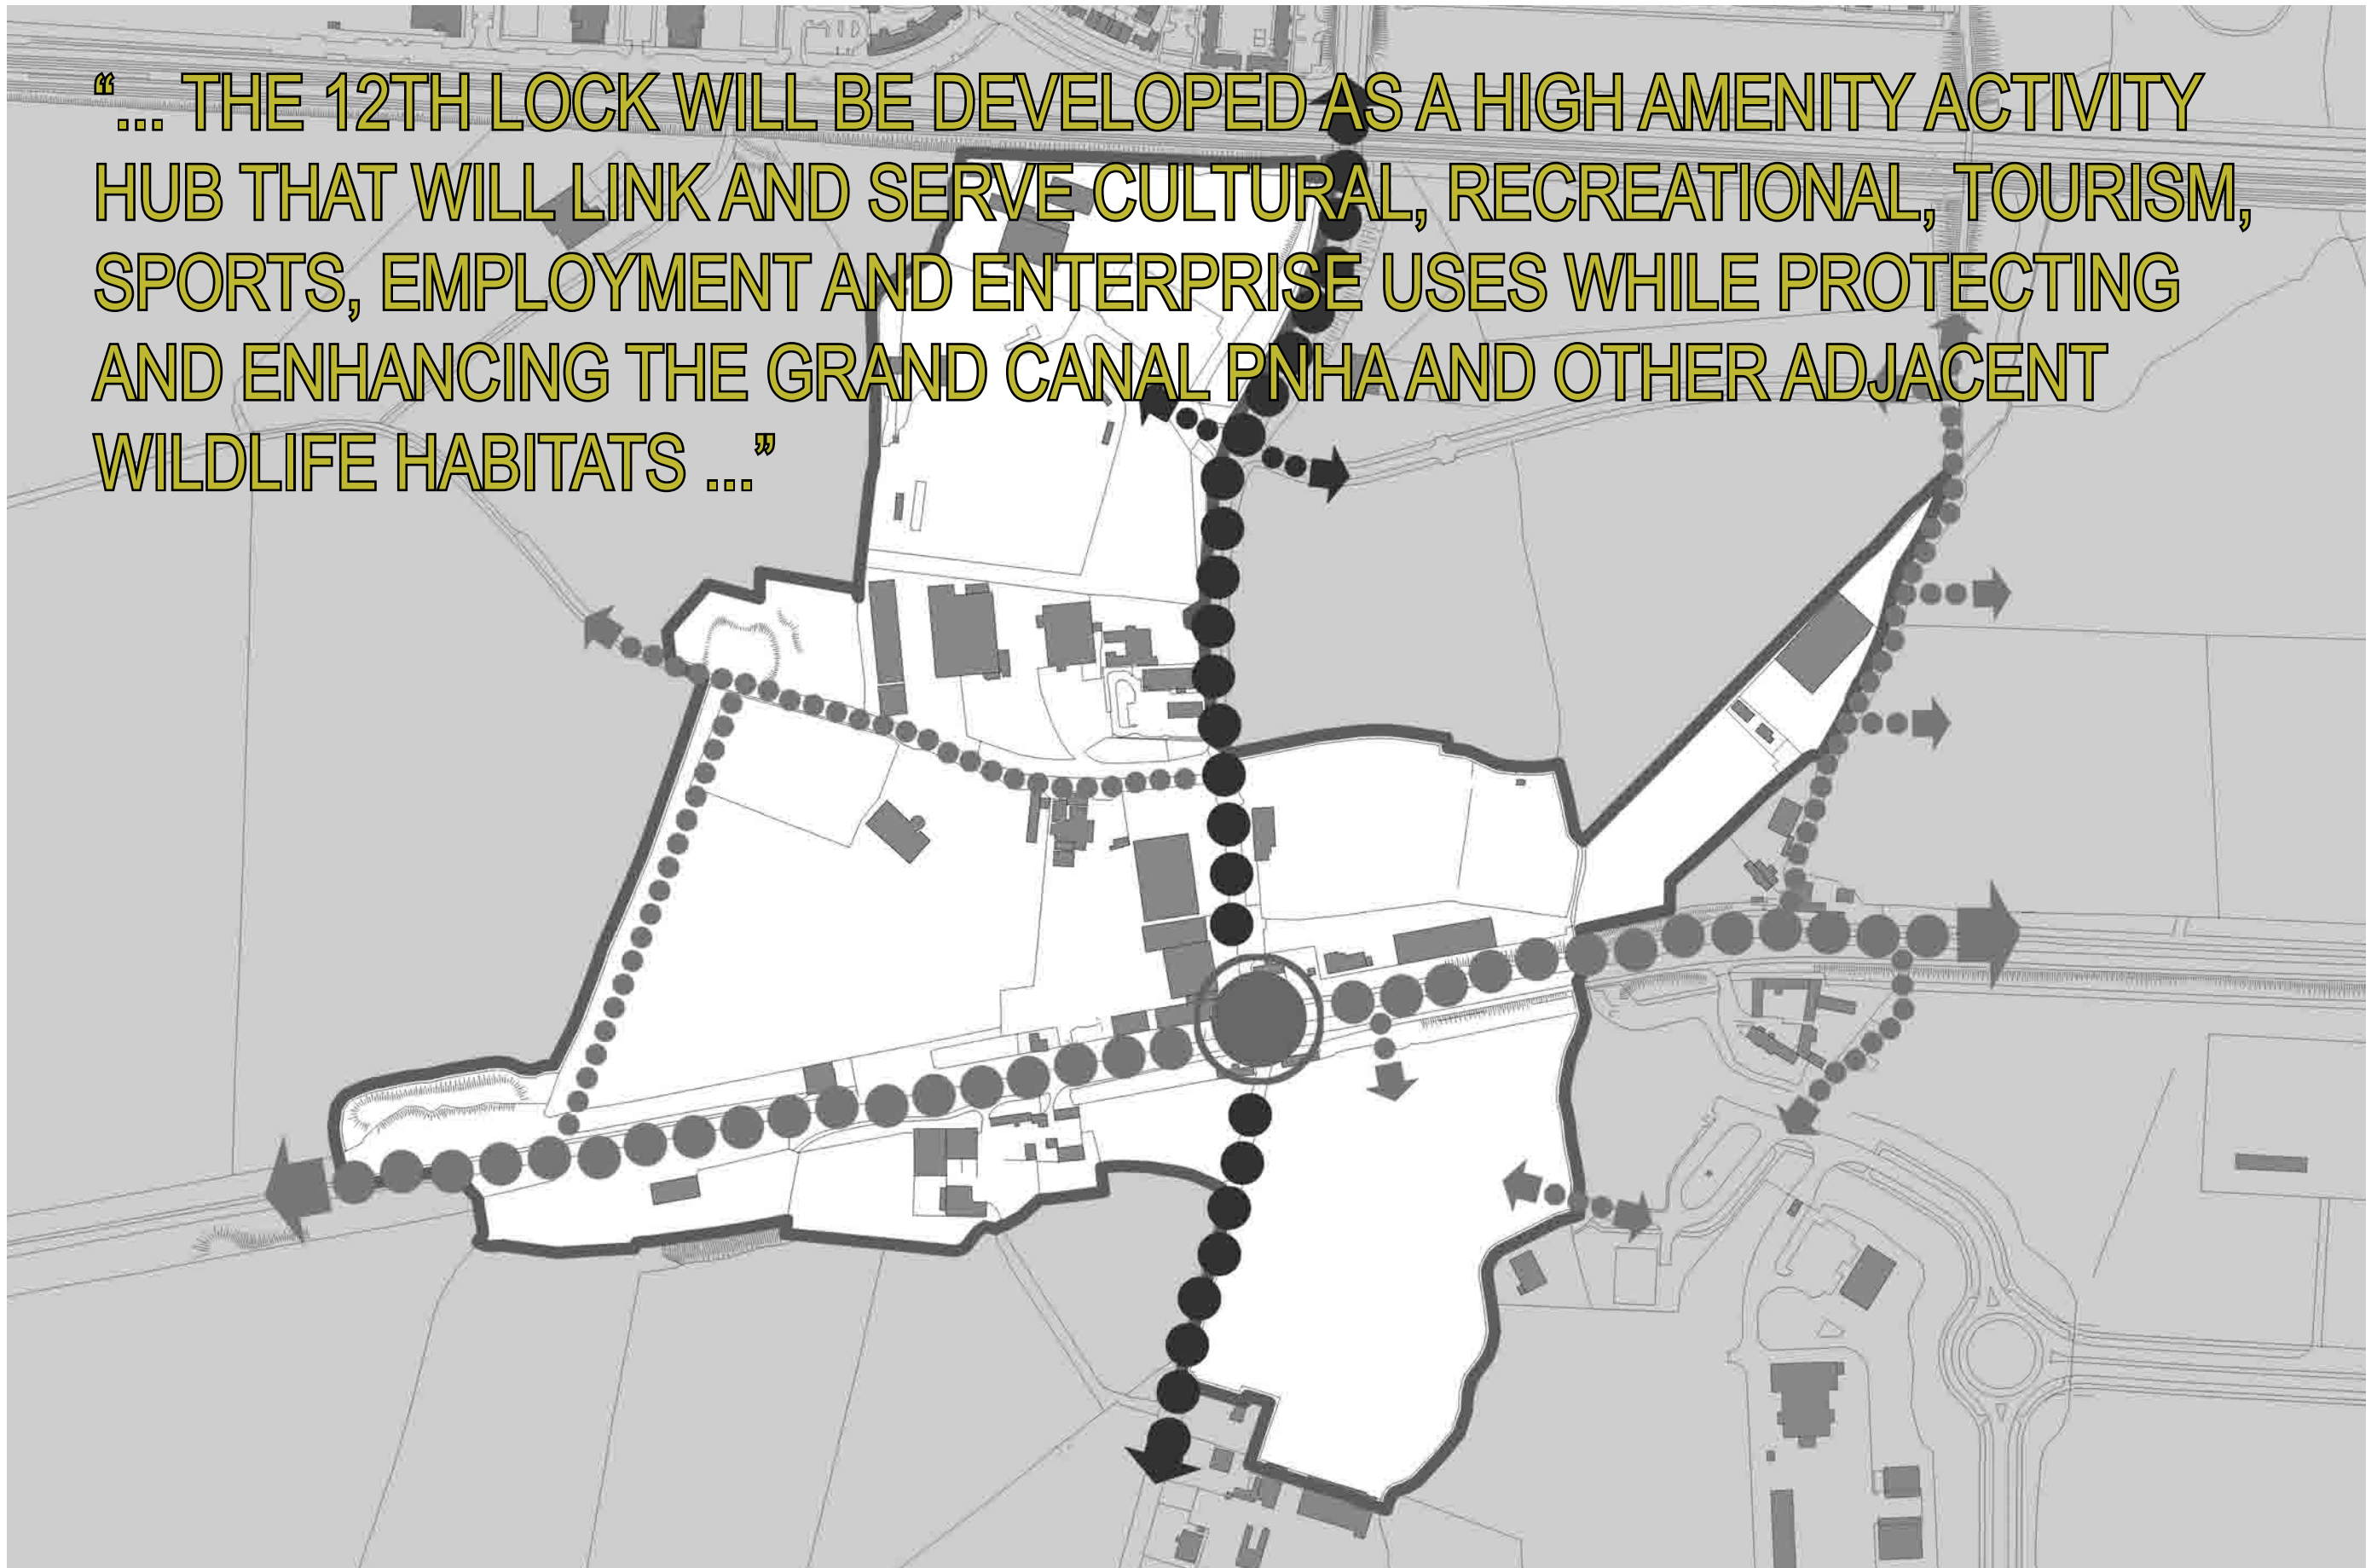 “... THE 12TH LOCK WILL BE DEVELOPED AS A HIGH AMENITY ACTIVITY
HUB THAT WILL LINK AND SERVE CULTURAL, RECREATIONAL, TOURISM,
SPORTS, EMPLOYMENT AND ENTERPRISE USES WHILE PROTECTING
AND ENHANCING THE GRAND CANAL PNHA AND OTHER ADJACENT
WILDLIFE HABITATS ...”